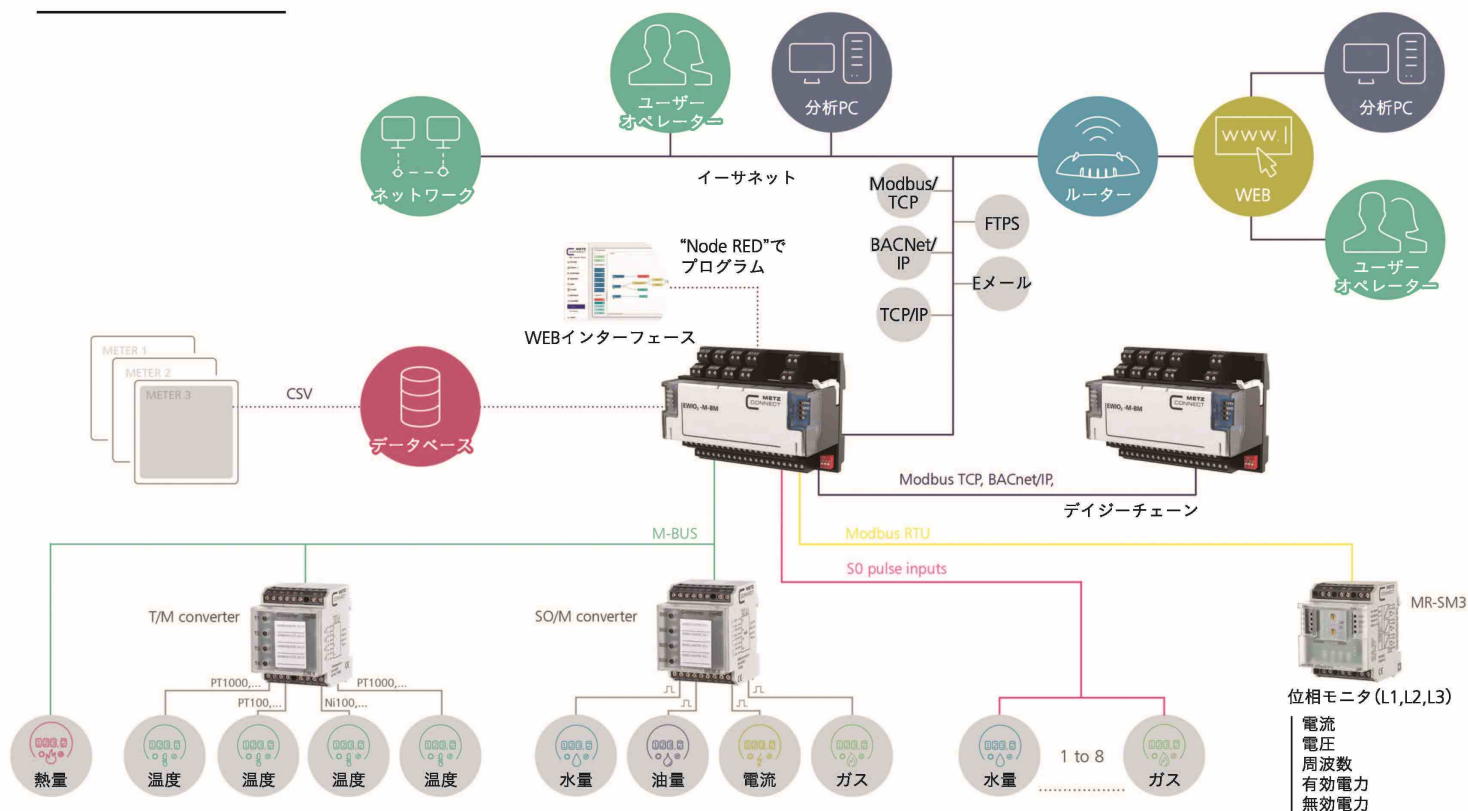 ユーザー
オペレーター
分析PC
分析PC
ネットワーク
イーサネット
Modbus/
TCP
ルーター
www.
WEB
FTPS
BACNet/
IP
"Node RED"で
プログラム
Eメール
ユーザー
オペレーター
TCP/IP
WEBインターフェース
METER 1
METER 2
METER 3
CSV
データベース
METZ
CONNECT
EWIO₂-M-BM
METZ
CONNECT
EWIO₂-M-BM
Modbus TCP, BACnet/IP,
デイジーチェーン
M-BUS
Modbus RTU
S0 pulse inputs
T/M converter
SO/M converter
MR-SM3
PT1000,...
PT100,...
Ni100,...
PT1000,...
位相モニタ(L1,L2,L3)
電流
電圧
周波数
有効電力
無効電力
熱量
温度
温度
温度
温度
水量
油量
電流
ガス
水量
1 to 8
ガス